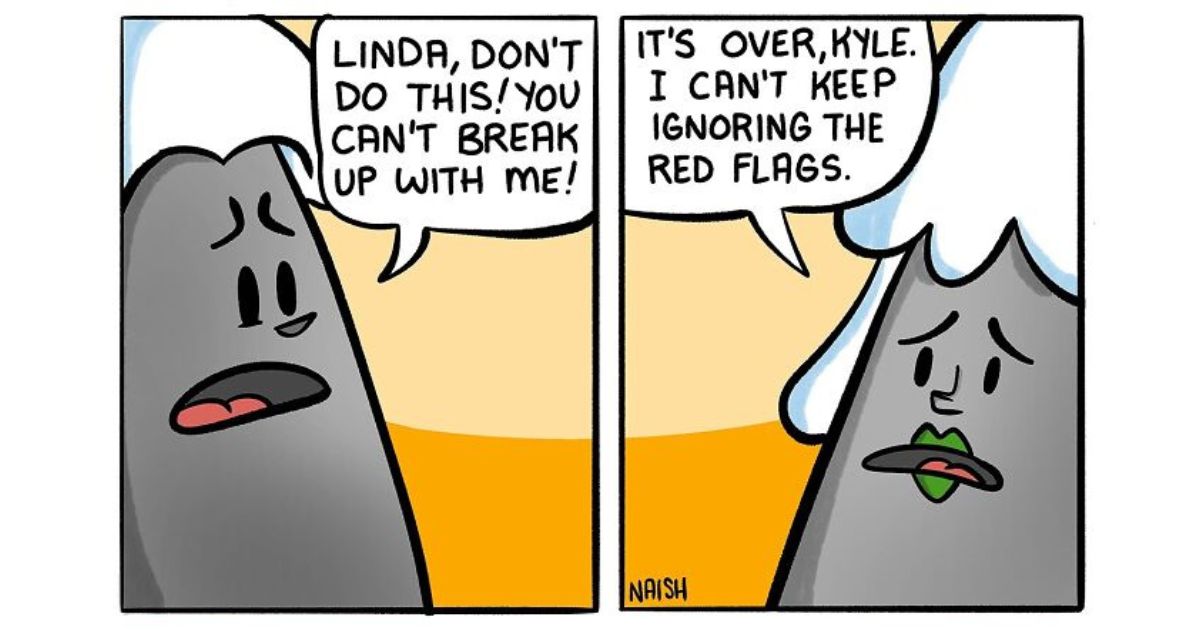 LINDA, DON'T
DO THIS! YOU
CAN'T BREAK
UP WITH ME!
IT'S OVER, KYLE.
I CAN'T KEEP
IGNORING THE
RED FLAGS.
NAISH